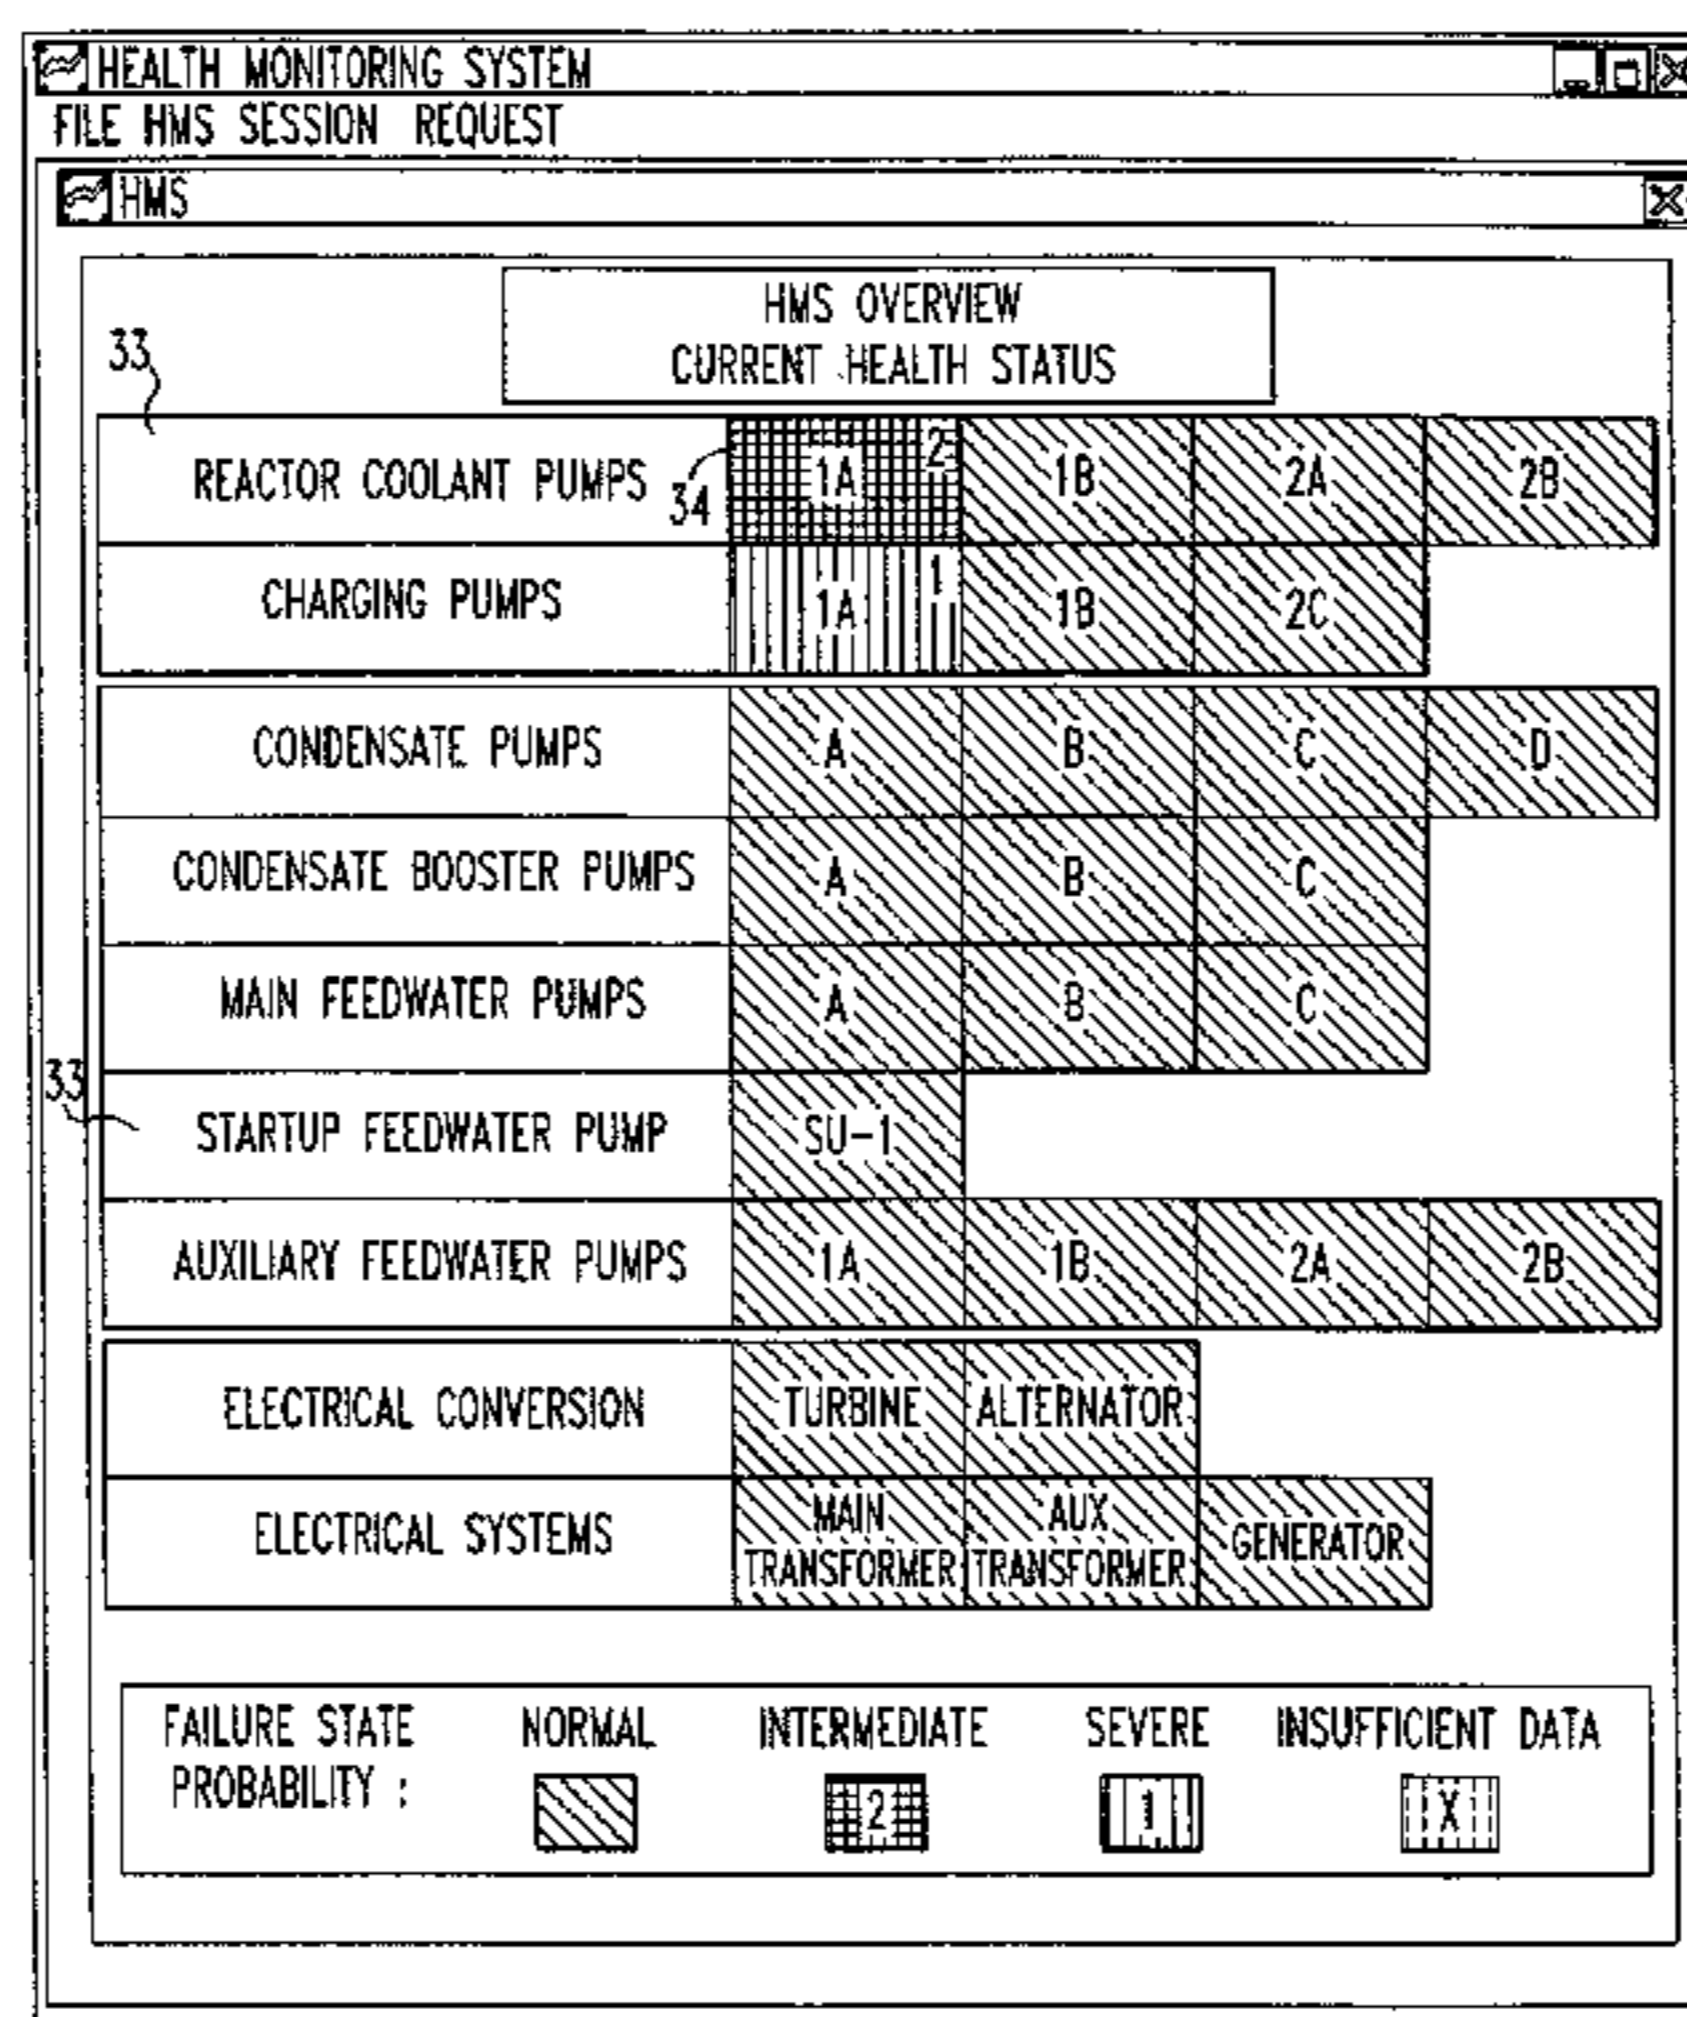 HEALTH MONITORING SYSTEM
FILE HMS SESSION REQUEST
HMS
HMS OVERVIEW
CURRENT HEALTH STATUS
33
REACTOR COOLANT PUMPS 34 1A 2 1B 2A 2B
CHARGING PUMPS 1A 1 1B 2C
CONDENSATE PUMPS A B C D
CONDENSATE BOOSTER PUMPS A B C
MAIN FEEDWATER PUMPS A B C
33
STARTUP FEEDWATER PUMP SU-1
AUXILIARY FEEDWATER PUMPS 1A 1B 2A 2B
ELECTRICAL CONVERSION TURBINE ALTERNATOR
ELECTRICAL SYSTEMS MAIN TRANSFORMER AUX TRANSFORMER GENERATOR
FAILURE STATE PROBABILITY : NORMAL INTERMEDIATE SEVERE INSUFFICIENT DATA
2 1 X